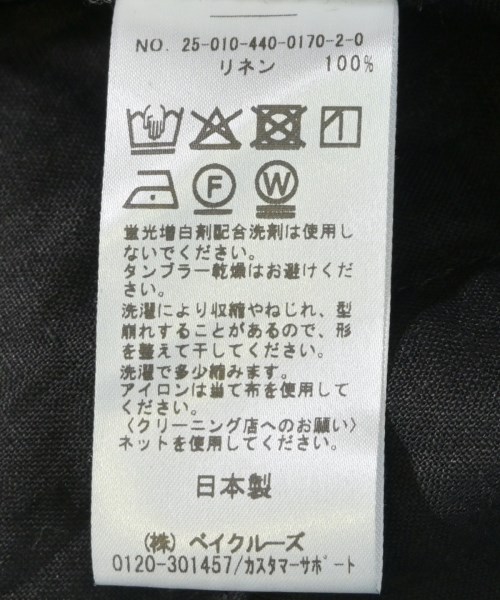 NO. 25-010-440-0170-2-0
リネン 100%
F W
蛍光増白剤配合洗剤は使用し
ないでください。
タンブラー乾燥はお避けくだ
さい。
洗濯により収縮やねじれ、型
崩れすることがあるので、形
を整えて干してください。
洗濯で多少縮みます。
アイロンは当て布を使用して
ください。
〈クリーニング店へのお願い〉
ネットを使用してください。
日本製
(株) ベイクルーズ
0120-301457/カスタマーサポート